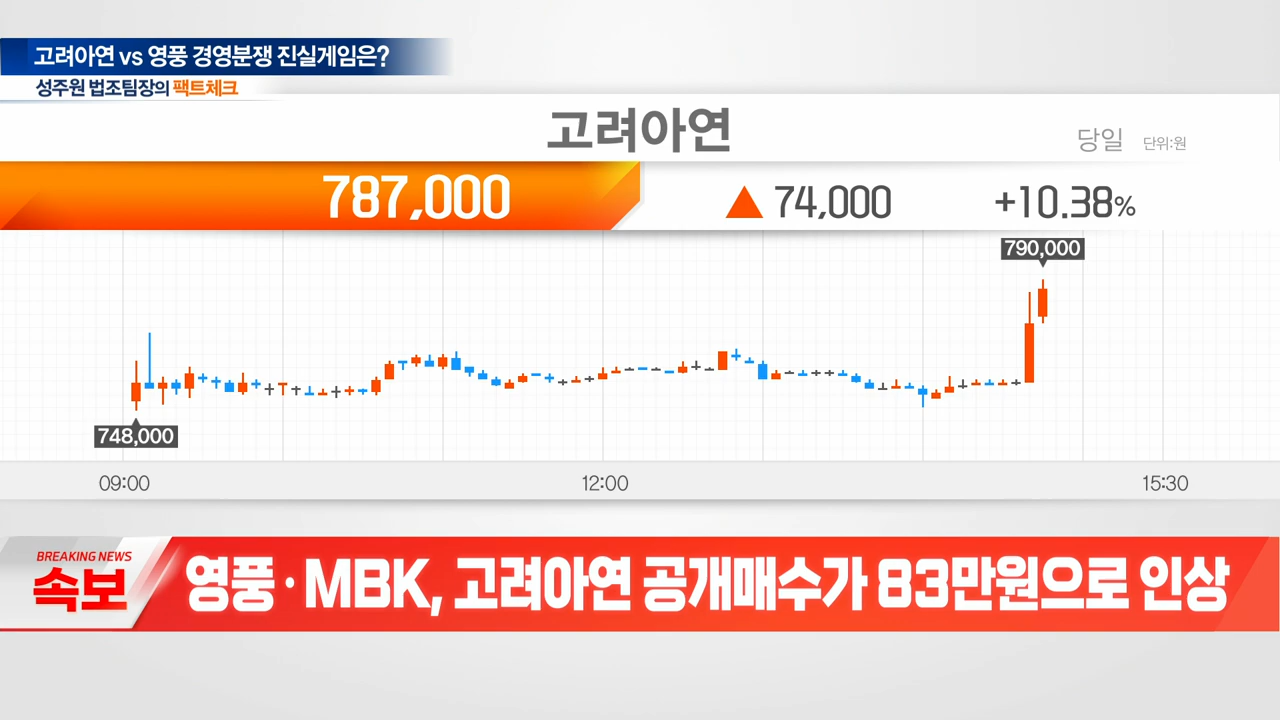 고려아연 vs 영풍 경영분쟁 진실게임은?
성주원 법조팀장의 팩트체크
고려아연
당일 단위:원
787,000 ▲ 74,000 +10.38%
790,000
748,000
09:00 12:00 15:30
BREAKING NEWS
속보
영풍·MBK, 고려아연 공개매수가 83만원으로 인상